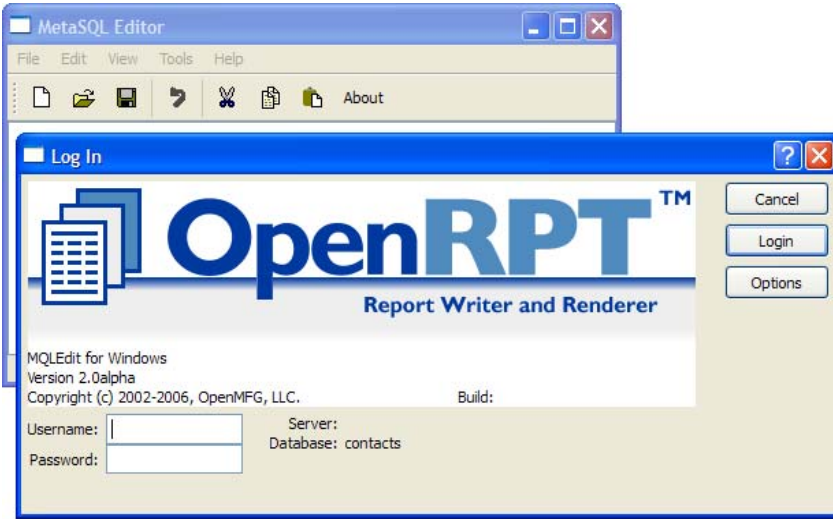 MetaSQL Editor
File Edit View Tools Help
About
Log In
OpenRPT™
Report Writer and Renderer
Cancel
Login
Options
MQLEdit for Windows
Version 2.0alpha
Copyright (c) 2002-2006, OpenMFG, LLC. Build:
Username: Server:
Database: contacts
Password: